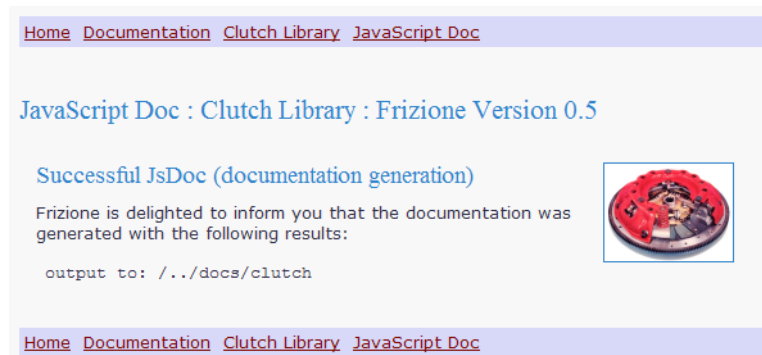 Home Documentation Clutch Library JavaScript Doc
JavaScript Doc : Clutch Library : Frizione Version 0.5
Successful JsDoc (documentation generation)
Frizione is delighted to inform you that the documentation was
generated with the following results:
output to: /../docs/clutch
Home Documentation Clutch Library JavaScript Doc